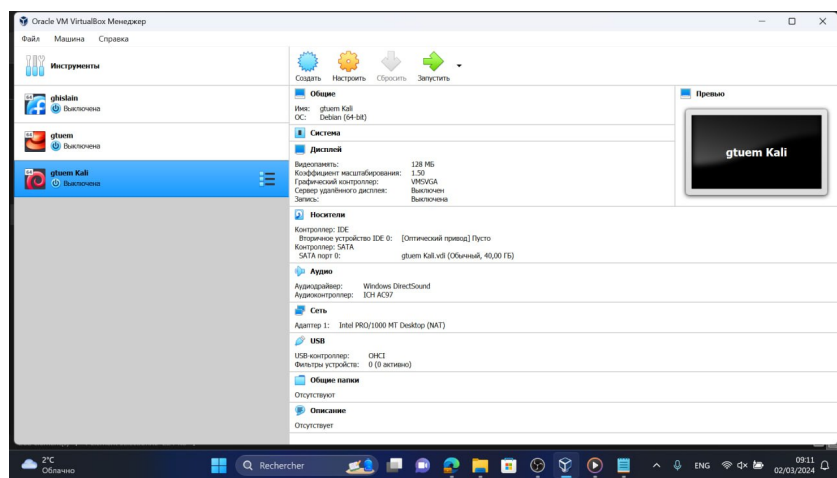 Oracle VM VirtualBox Менеджер
Файл Машина Справка
Инструменты
Создать Настроить Сбросить Запустить
64 ghislain
Выключена
64 gtuem
Выключена
64 gtuem Kali
Выключена
Общие
Имя: gtuem Kali
ОС: Debian (64-bit)
Система
Дисплей
Видеопамять: 128 МБ
Коэффициент масштабирования: 1.50
Графический контроллер: VMSVGA
Сервер удалённого дисплея: Выключен
Запись: Выключена
Носители
Контроллер: IDE
Вторичное устройство IDE 0: [Оптический привод] Пусто
Контроллер: SATA
SATA порт 0: gtuem Kali.vdi (Обычный, 40,00 ГБ)
Аудио
Аудиодрайвер: Windows DirectSound
Аудиоконтроллер: ICH AC97
Сеть
Адаптер 1: Intel PRO/1000 MT Desktop (NAT)
USB
USB-контроллер: OHCI
Фильтры устройств: 0 (0 активно)
Общие папки
Отсутствуют
Описание
Отсутствует
Превью
gtuem Kali
2°C
Облачно
Rechercher
ENG
09:11
02/03/2024